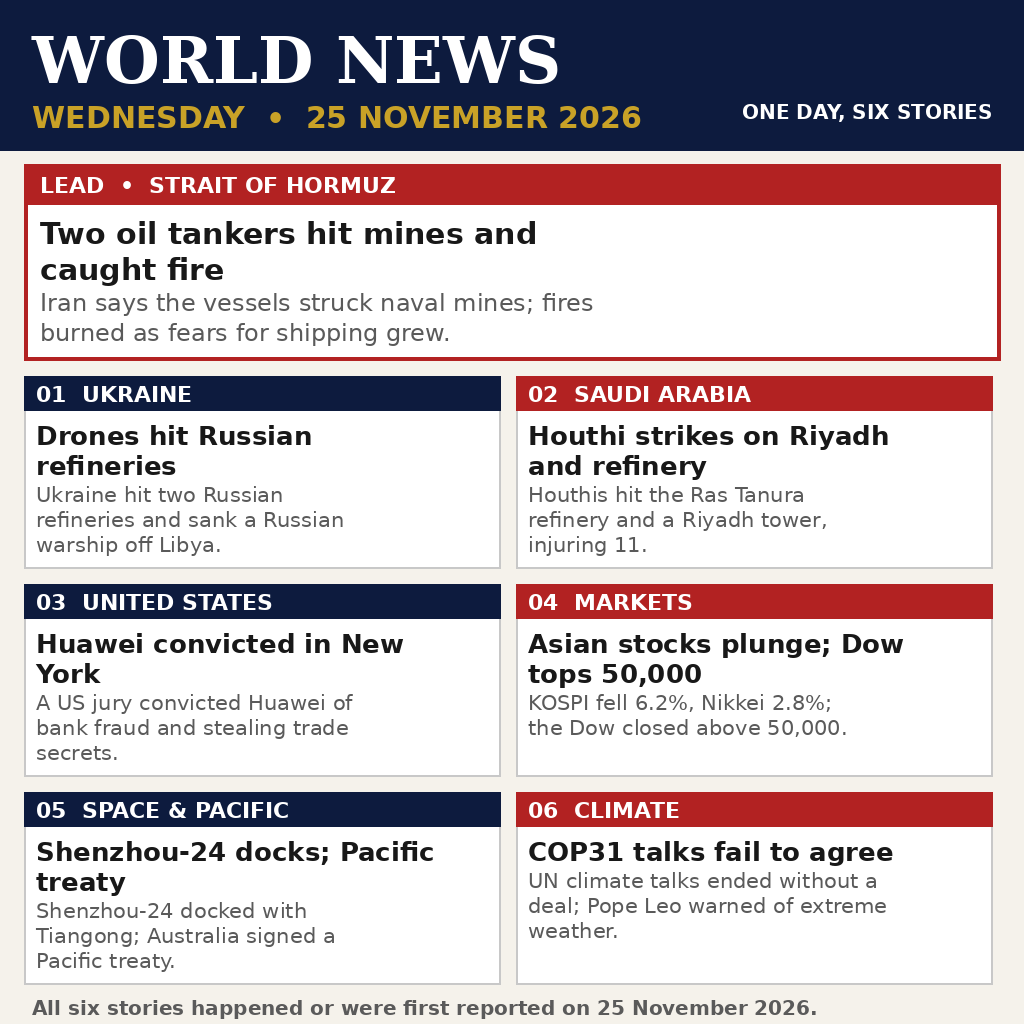 WORLD NEWS
WEDNESDAY • 25 NOVEMBER 2026
ONE DAY, SIX STORIES
LEAD • STRAIT OF HORMUZ
Two oil tankers hit mines and
caught fire
Iran says the vessels struck naval mines; fires
burned as fears for shipping grew.
01 UKRAINE
Drones hit Russian
refineries
Ukraine hit two Russian
refineries and sank a Russian
warship off Libya.
02 SAUDI ARABIA
Houthi strikes on Riyadh
and refinery
Houthis hit the Ras Tanura
refinery and a Riyadh tower,
injuring 11.
03 UNITED STATES
Huawei convicted in New
York
A US jury convicted Huawei of
bank fraud and stealing trade
secrets.
04 MARKETS
Asian stocks plunge; Dow
tops 50,000
KOSPI fell 6.2%, Nikkei 2.8%;
the Dow closed above 50,000.
05 SPACE & PACIFIC
Shenzhou-24 docks; Pacific
treaty
Shenzhou-24 docked with
Tiangong; Australia signed a
Pacific treaty.
06 CLIMATE
COP31 talks fail to agree
UN climate talks ended without a
deal; Pope Leo warned of extreme
weather.
All six stories happened or were first reported on 25 November 2026.